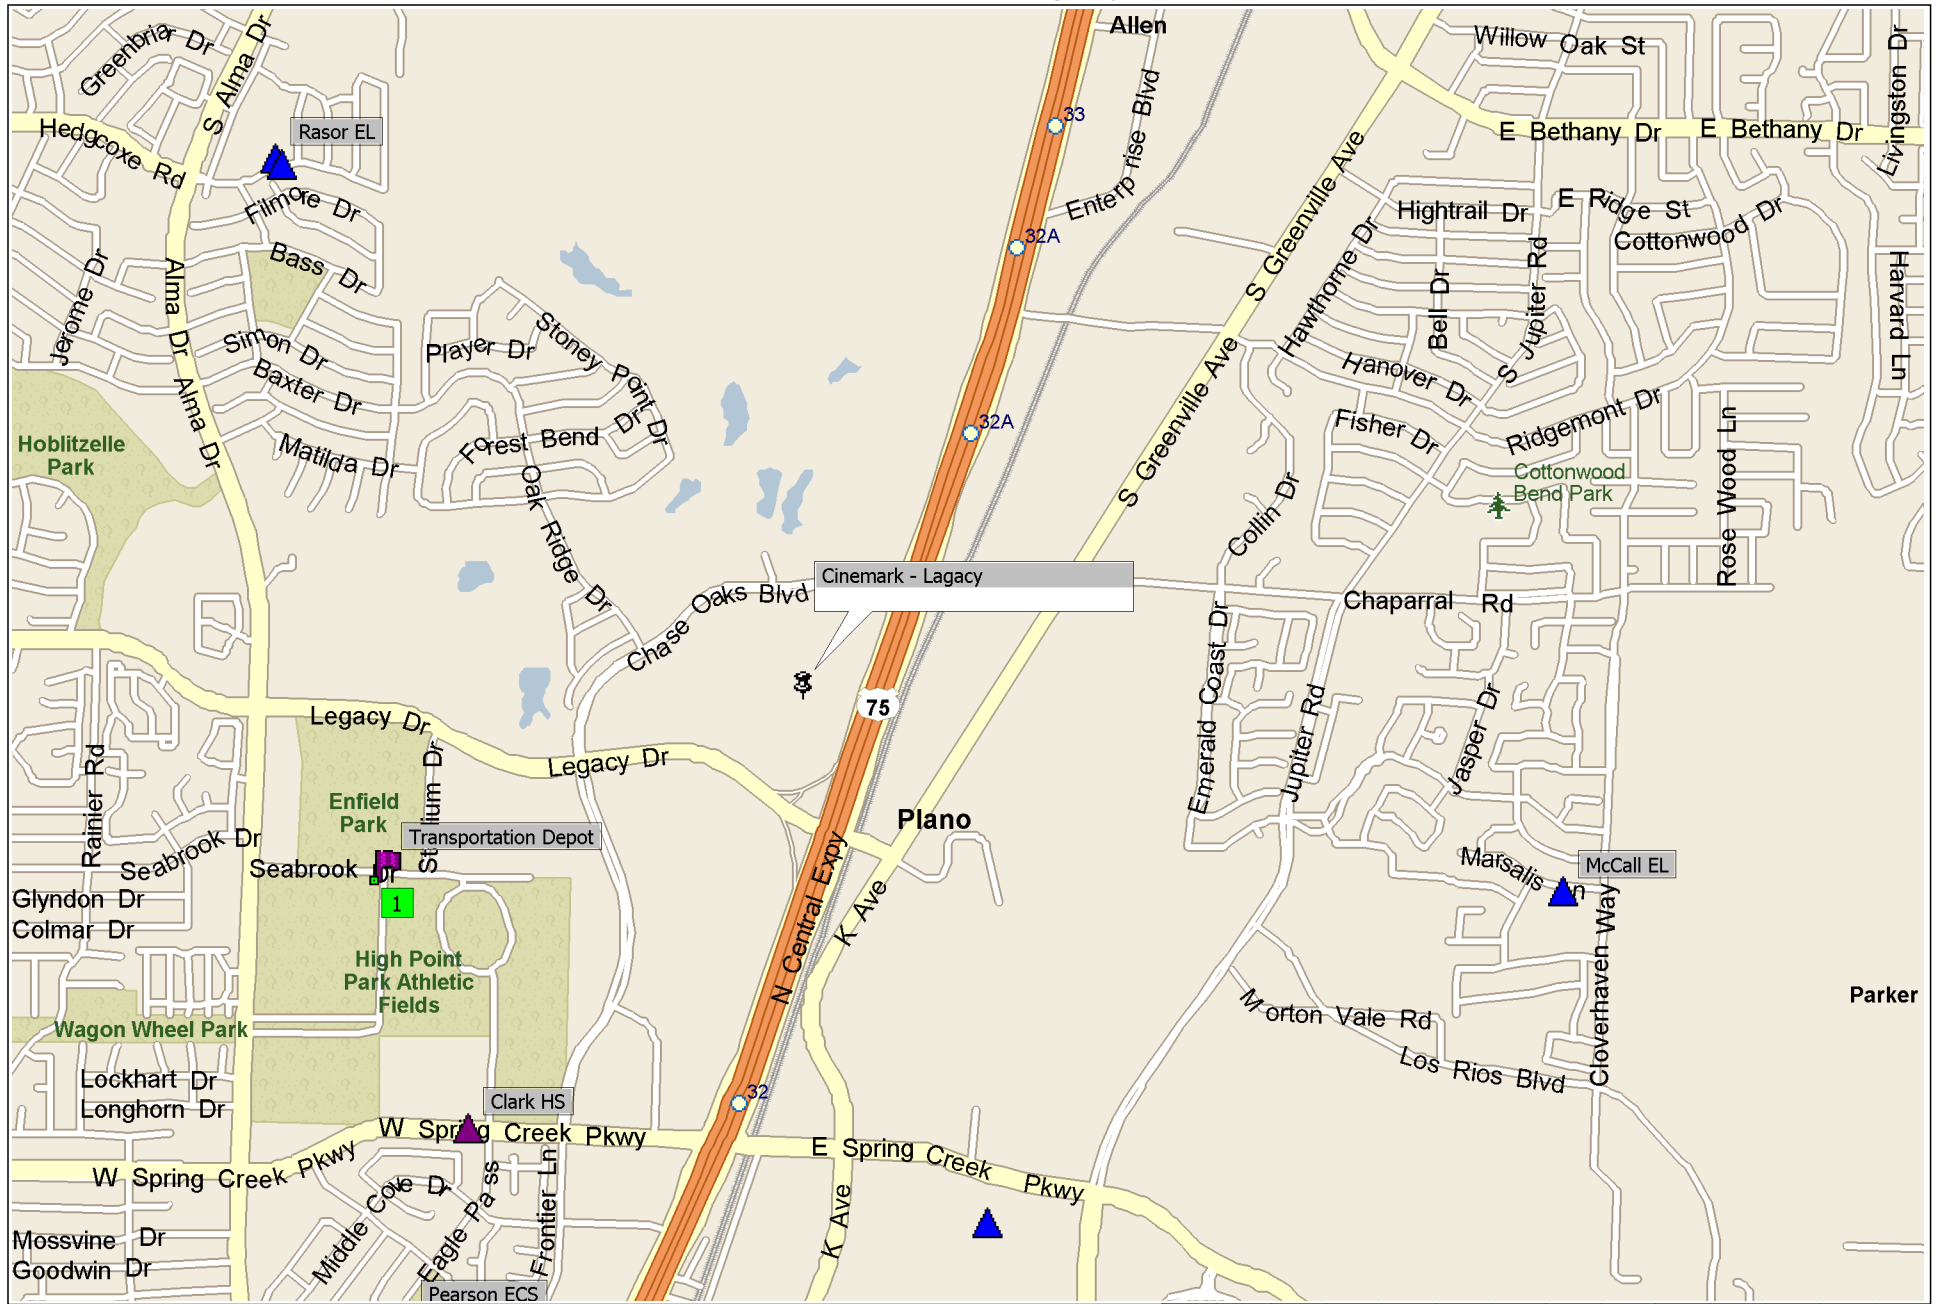 Allen
Greenbriar Dr
S Alma Dr
Willow Oak St
Livingston Dr
Enterprise Blvd
33
Rasor EL
Hedgcoxe Rd
E Bethany Dr
E Bethany Dr
S Greenville Ave
Filmore Dr
Hightrail Dr
E Ridge St
Cottonwood Dr
32A
Hawthorne Dr
Bass Dr
Jerome Dr
Alma Dr
Bell Dr
S Jupiter Rd
Harvard Ln
Simon Dr
Player Dr
Stoney Point Dr
Baxter Dr
Hanover Dr
S Greenville Ave
Alma Dr
Forest Bend Dr
32A
Fisher Dr
Ridgemont Dr
Rose Wood Ln
Hoblitzelle
Park
Matilda Dr
Cottonwood
Bend Park
Oak Ridge Dr
Collin Dr
Cinemark - Lagacy
Chase Oaks Blvd
Chaparral Rd
Emerald Coast Dr
Jupiter Rd
Jasper Dr
75
Legacy Dr
Legacy Dr
Stadium Dr
Rainier Rd
Enfield
Park
Plano
Transportation Depot
Seabrook Dr
Seabrook Dr
N Central Expy
K Ave
Marsalis Ln
McCall EL
Glyndon Dr
1
Colmar Dr
Cloverhaven Way
High Point
Park Athletic
Fields
Parker
Wagon Wheel Park
Morton Vale Rd
Los Rios Blvd
Lockhart Dr
Longhorn Dr
32
Clark HS
W Spring Creek Pkwy
W Spring Creek Pkwy
E Spring Creek Pkwy
Middle Cove Dr
Eagle Pass
Frontier Ln
K Ave
Mossvine Dr
Goodwin Dr
Pearson ECS